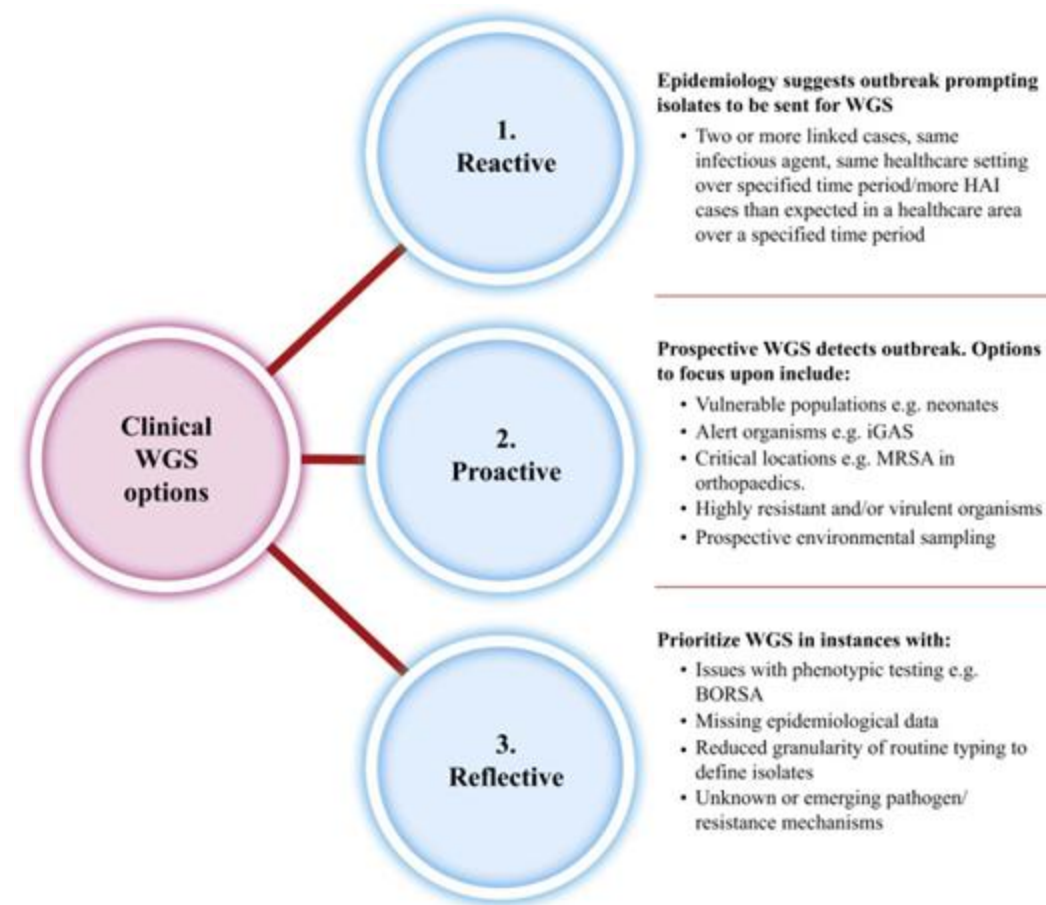 Clinical
WGS
options
1.
Reactive
Epidemiology suggests outbreak prompting
isolates to be sent for WGS
• Two or more linked cases, same
infectious agent, same healthcare setting
over specified time period/more HAI
cases than expected in a healthcare area
over a specified time period
2.
Proactive
Prospective WGS detects outbreak. Options
to focus upon include:
• Vulnerable populations e.g. neonates
• Alert organisms e.g. iGAS
• Critical locations e.g. MRSA in
orthopaedics.
• Highly resistant and/or virulent organisms
• Prospective environmental sampling
3.
Reflective
Prioritize WGS in instances with:
• Issues with phenotypic testing e.g.
BORSA
• Missing epidemiological data
• Reduced granularity of routine typing to
define isolates
• Unknown or emerging pathogen/
resistance mechanisms